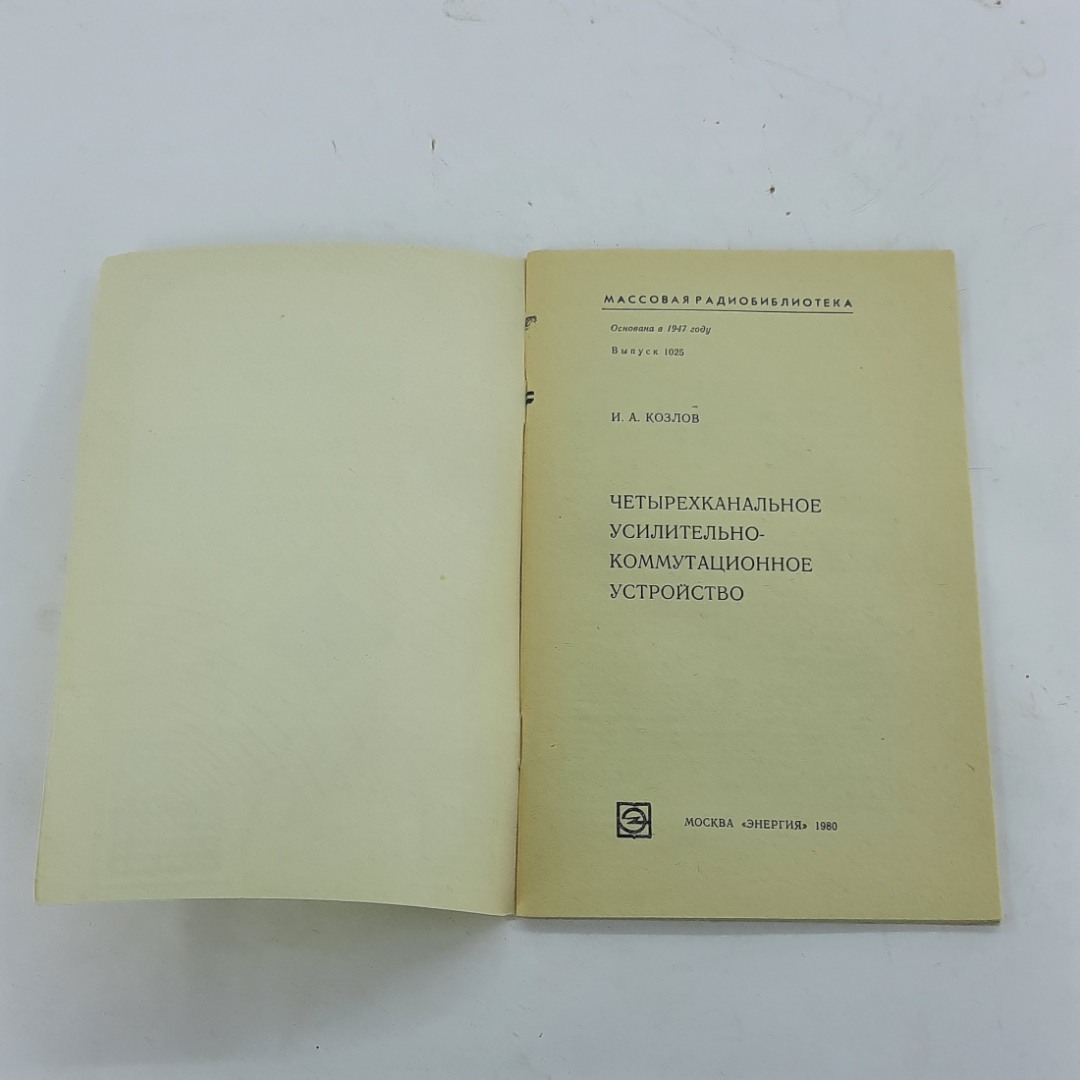 МАССОВАЯ РАДИОБИБЛИОТЕКА
Основана в 1947 году
Выпуск 1025
И. А. КОЗЛОВ
ЧЕТЫРЕХКАНАЛЬНОЕ
УСИЛИТЕЛЬНО-
КОММУТАЦИОННОЕ
УСТРОЙСТВО
МОСКВА «ЭНЕРГИЯ» 1980